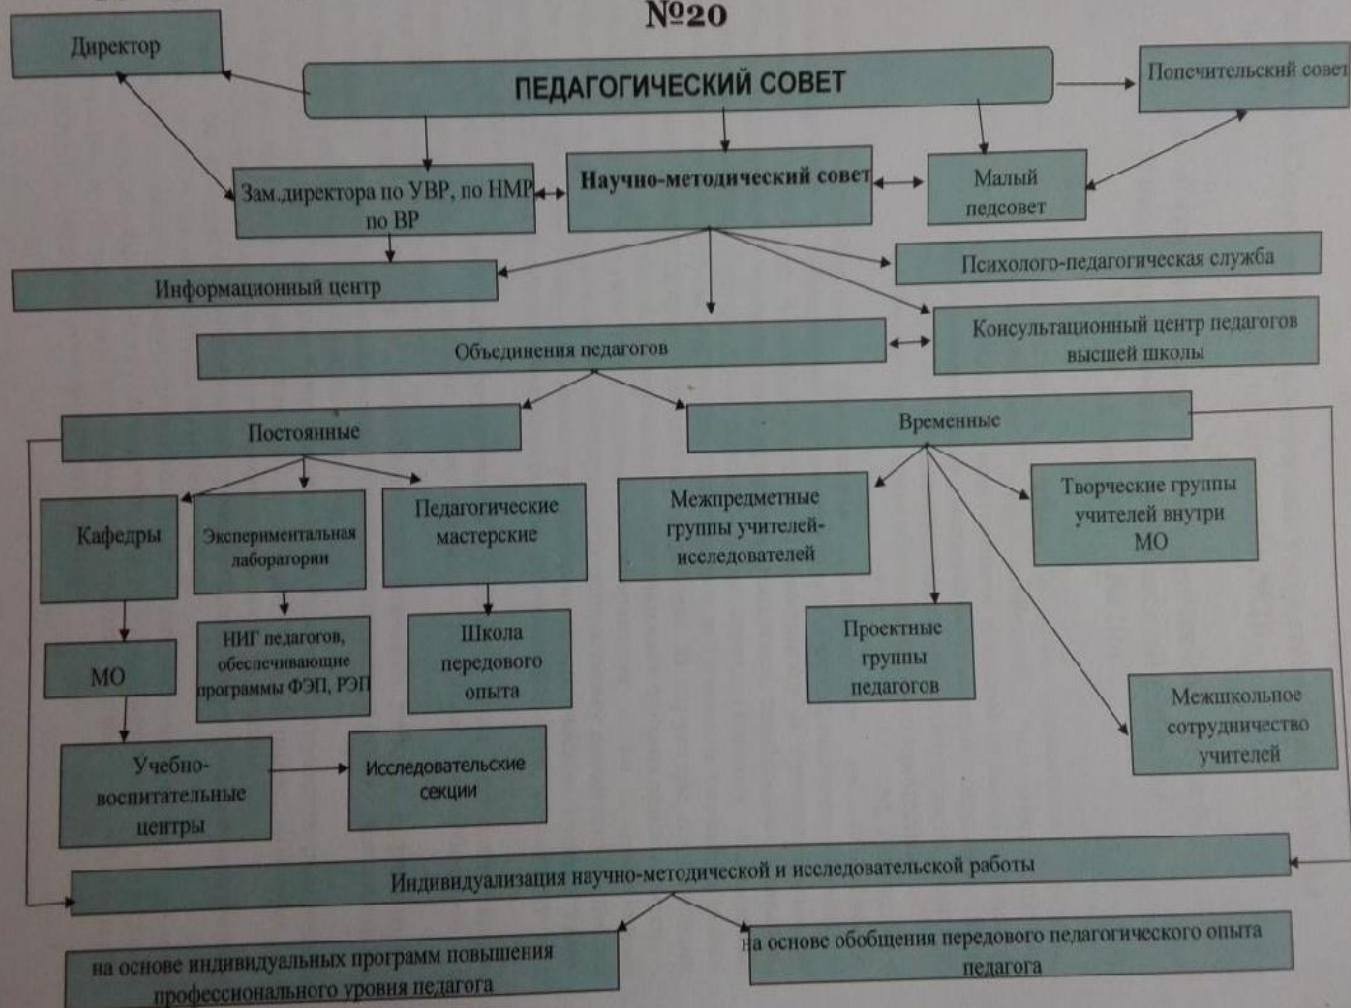 №20
Директор
ПЕДАГОГИЧЕСКИЙ СОВЕТ
Попечительский совет
Зам.директора по УВР, по НМР
по ВР
Научно-методический совет
Малый
педсовет
Информационный центр
Психолого-педагогическая служба
Консультационный центр педагогов
высшей школы
Объединения педагогов
Постоянные
Временные
Кафедры
Экспериментальная
лаборатории
Педагогические
мастерские
Межпредметные
группы учителей-
исследователей
Творческие группы
учителей внутри
МО
МО
НИГ педагогов,
обеспечивающие
программы ФЭП, РЭП
Школа
передового
опыта
Проектные
группы
педагогов
Межшкольное
сотрудничество
учителей
Учебно-
воспитательные
центры
Исследовательские
секции
Индивидуализация научно-методической и исследовательской работы
на основе индивидуальных программ повышения
профессионального уровня педагога
на основе обобщения передового педагогического опыта
педагога